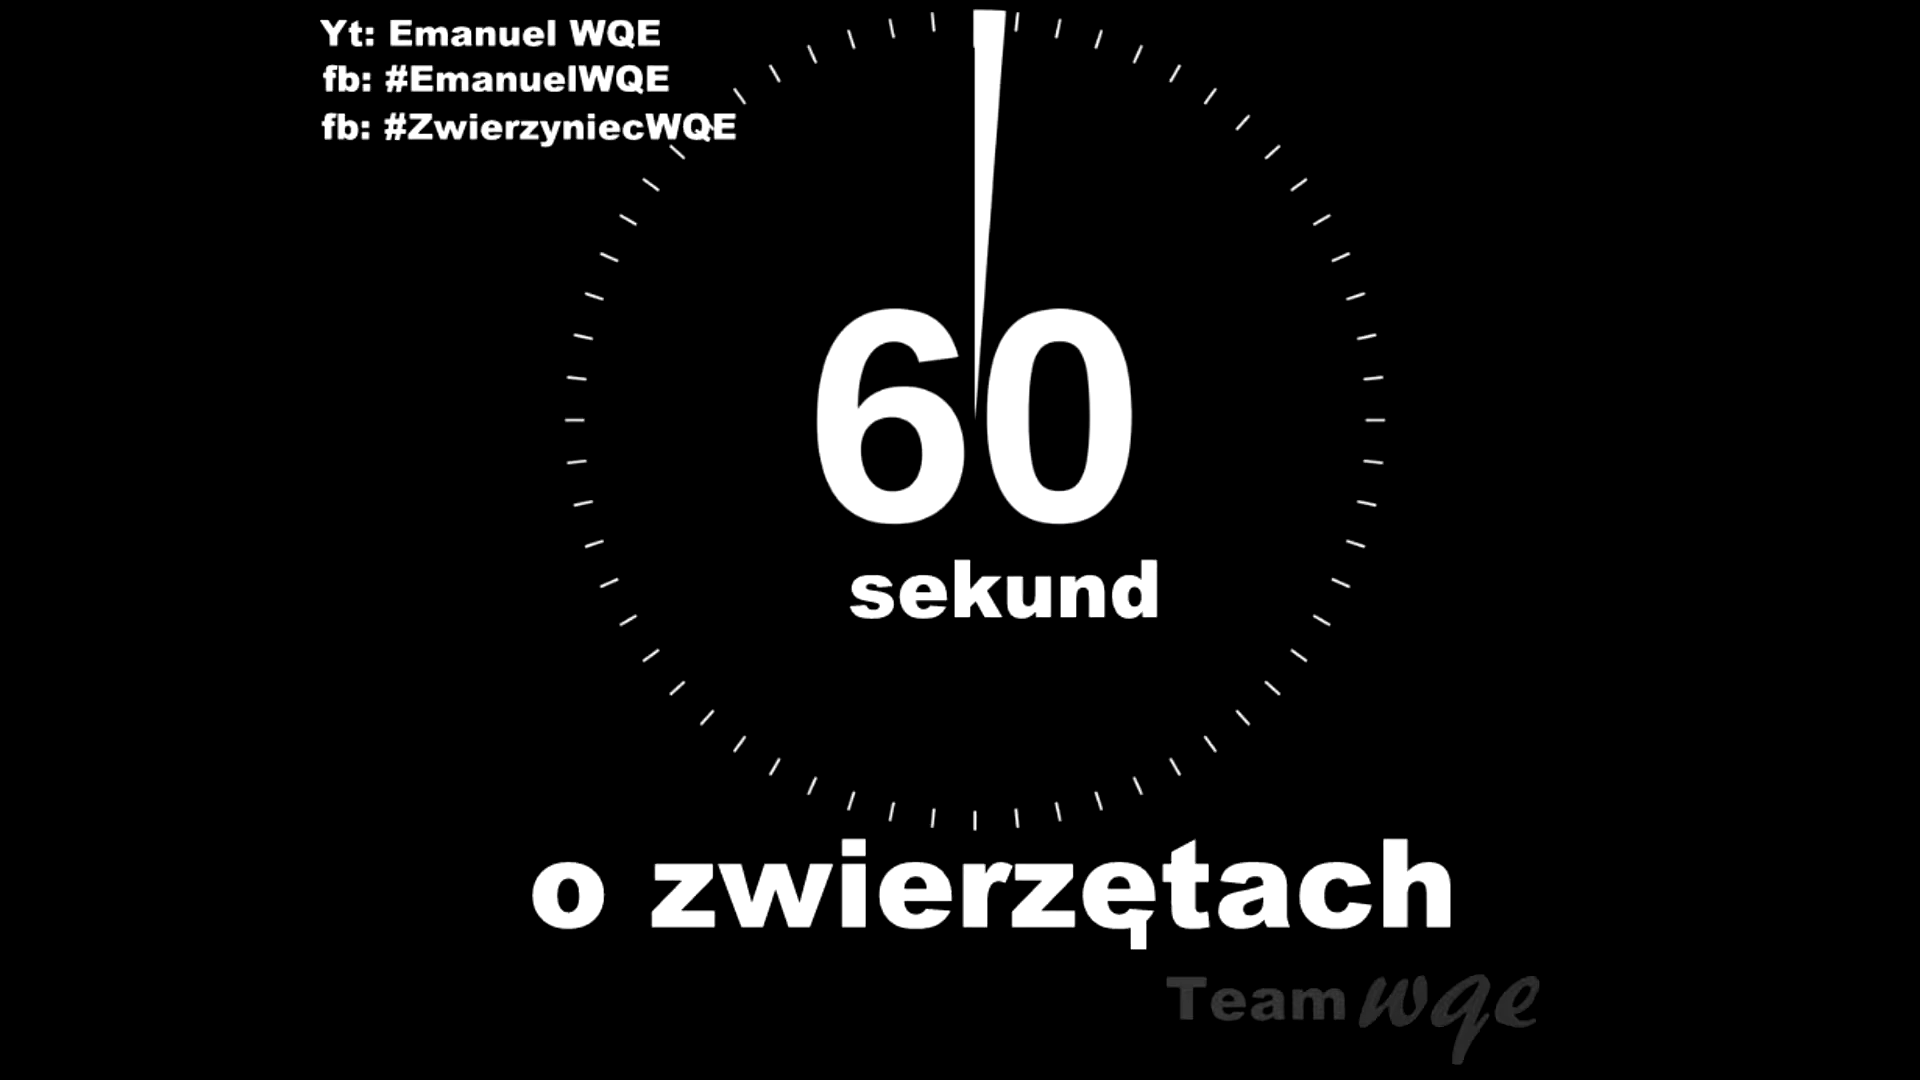 Yt: Emanuel WQE
fb: #EmanuelWQE
fb: #ZwierzyniecWQE
60
sekund
o zwierzętach
Team wqe